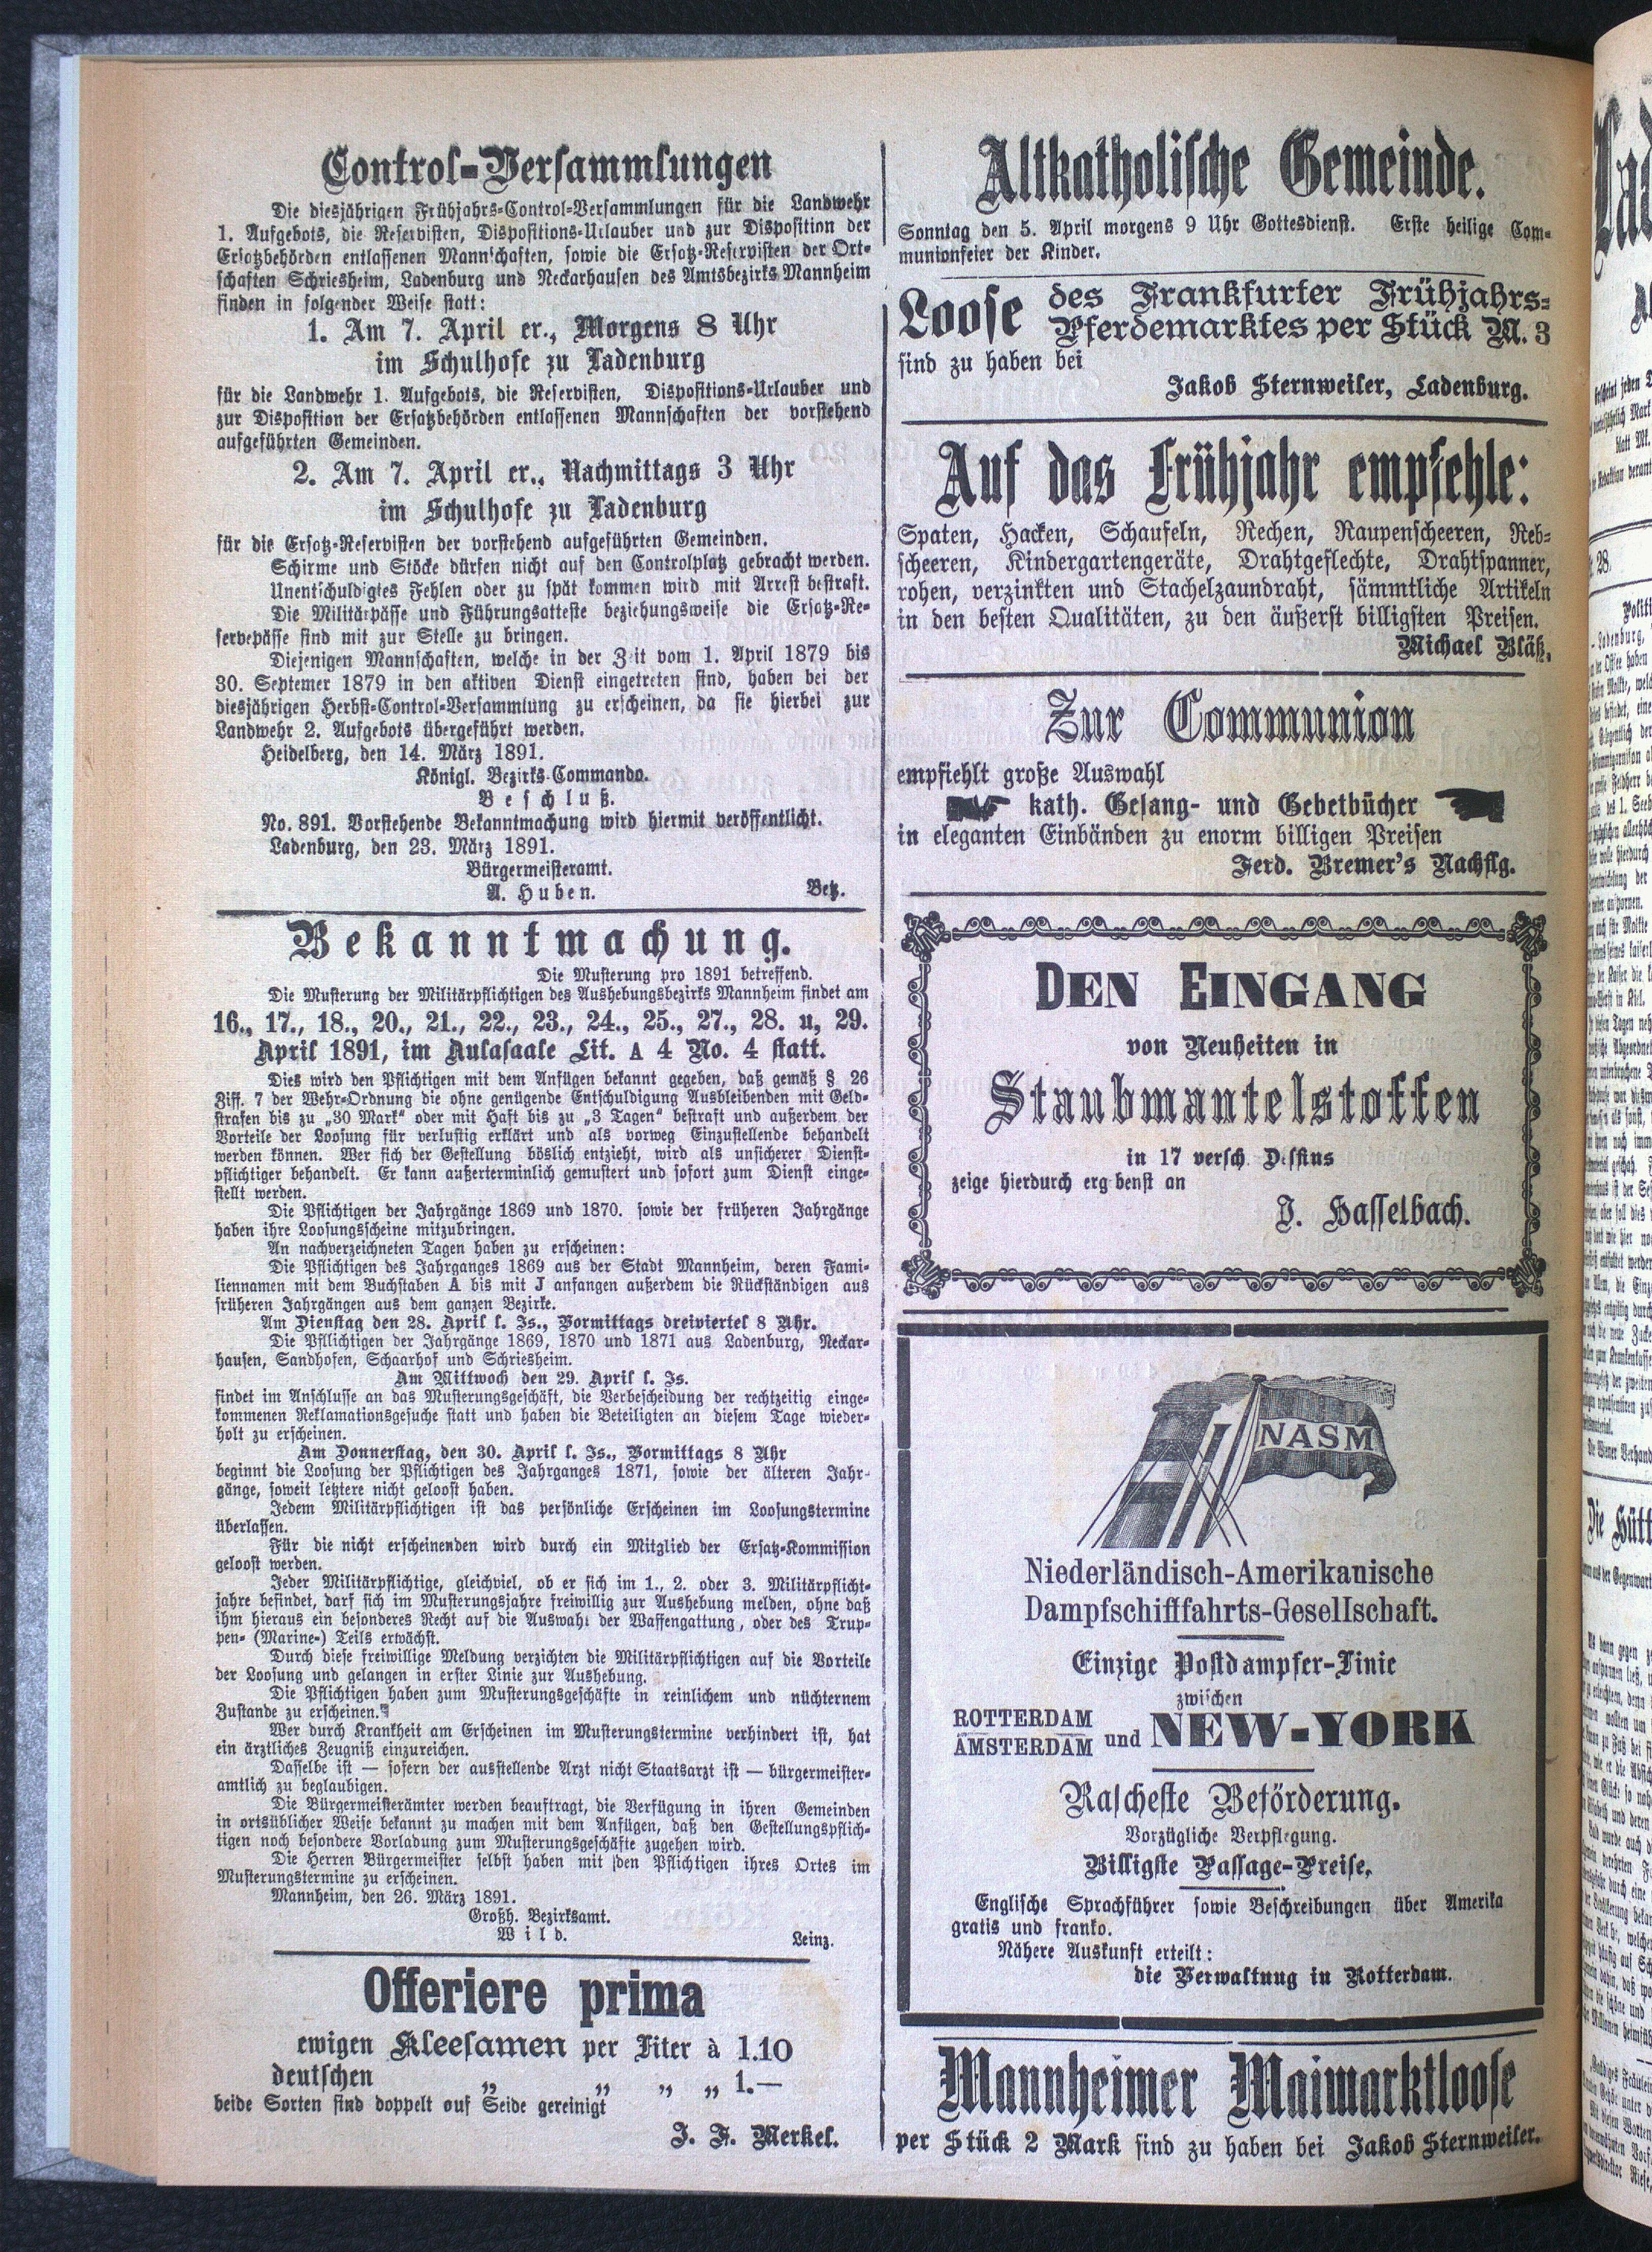 Control-Versammlungen
Die diesjährigen Frühjahrs-Control-Versammlungen für die Landwehr
1. Aufgebots, die Reservisten, Dispositions-Urlauber und zur Disposition der
Ersatzbehörden entlassenen Mannschaften, sowie die Ersatz-Reservisten der Ort-
schaften Schriesheim, Ladenburg und Neckarhausen des Amtsbezirks Mannheim
finden in folgender Weise statt:
1. Am 7. April er., Morgens 8 Uhr
im Schulhofe zu Ladenburg
für die Landwehr 1. Aufgebots, die Reservisten, Dispositions-Urlauber und
zur Disposition der Ersatzbehörden entlassenen Mannschaften der vorstehend
aufgeführten Gemeinden.
2. Am 7. April er., Nachmittags 3 Uhr
im Schulhofe zu Ladenburg
für die Ersatz-Reservisten der vorstehend aufgeführten Gemeinden.
Schirme und Stöcke dürfen nicht auf den Controlplatz gebracht werden.
Unentschuldigtes Fehlen oder zu spät kommen wird mit Arrest bestraft.
Die Militärpässe und Führungsatteste beziehungsweise die Ersatz-Re-
servepässe sind mit zur Stelle zu bringen.
Diejenigen Mannschaften, welche in der Zeit vom 1. April 1879 bis
30. Septemer 1879 in den aktiven Dienst eingetreten sind, haben bei der
diesjährigen Herbst-Control-Versammlung zu erscheinen, da sie hierbei zur
Landwehr 2. Aufgebots übergeführt werden.
Heidelberg, den 14. März 1891.
Königl. Bezirks-Commando.
Beschluß.
No. 891. Vorstehende Bekanntmachung wird hiermit veröffentlicht.
Ladenburg, den 23. März 1891.
Bürgermeisteramt.
A. Huben. Betz.
Bekanntmachung.
Die Musterung pro 1891 betreffend.
Die Musterung der Militärpflichtigen des Aushebungsbezirks Mannheim findet am
16., 17., 18., 20., 21., 22., 23., 24., 25., 27., 28. u, 29.
April 1891, im Aulasaale Lit. A 4 No. 4 statt.
Dies wird den Pflichtigen mit dem Anfügen bekannt gegeben, daß gemäß § 26
Ziff. 7 der Wehr-Ordnung die ohne genügende Entschuldigung Ausbleibenden mit Geld-
strafen bis zu „30 Mark" oder mit Haft bis zu „3 Tagen" bestraft und außerdem der
Vorteile der Loosung für verlustig erklärt und als vorweg Einzustellende behandelt
werden können. Wer sich der Gestellung böslich entzieht, wird als unsicherer Dienst-
pflichtiger behandelt. Er kann außerterminlich gemustert und sofort zum Dienst einge-
stellt werden.
Die Pflichtigen der Jahrgänge 1869 und 1870. sowie der früheren Jahrgänge
haben ihre Loosungsscheine mitzubringen.
An nachverzeichneten Tagen haben zu erscheinen:
Die Pflichtigen des Jahrganges 1869 aus der Stadt Mannheim, deren Fami-
liennamen mit dem Buchstaben A bis mit J anfangen außerdem die Rückständigen aus
früheren Jahrgängen aus dem ganzen Bezirke.
Am Dienstag den 28. April l. Js., Vormittags dreiviertel 8 Uhr.
Die Pflichtigen der Jahrgänge 1869, 1870 und 1871 aus Ladenburg, Neckar-
hausen, Sandhofen, Schaarhof und Schriesheim.
Am Mittwoch den 29. April l. Js.
findet im Anschlusse an das Musterungsgeschäft, die Verbescheidung der rechtzeitig einge-
kommenen Reklamationsgesuche statt und haben die Beteiligten an diesem Tage wieder-
holt zu erscheinen.
Am Donnerstag, den 30. April l. Js., Vormittags 8 Uhr
beginnt die Loosung der Pflichtigen des Jahrganges 1871, sowie der älteren Jahr-
gänge, soweit letztere nicht geloost haben.
Jedem Militärpflichtigen ist das persönliche Erscheinen im Loosungstermine
überlassen.
Für die nicht erscheinenden wird durch ein Mitglied der Ersatz-Kommission
geloost werden.
Jeder Militärpflichtige, gleichviel, ob er sich im 1., 2. oder 3. Militärpflicht-
jahre befindet, darf sich im Musterungsjahre freiwillig zur Aushebung melden, ohne daß
ihm hieraus ein besonderes Recht auf die Auswahl der Waffengattung, oder des Trup-
pen- (Marine-) Teils erwächst.
Durch diese freiwillige Meldung verzichten die Militärpflichtigen auf die Vorteile
der Loosung und gelangen in erster Linie zur Aushebung.
Die Pflichtigen haben zum Musterungsgeschäfte in reinlichem und nüchternem
Zustande zu erscheinen.
Wer durch Krankheit am Erscheinen im Musterungstermine verhindert ist, hat
ein ärztliches Zeugniß einzureichen.
Dasselbe ist — sofern der ausstellende Arzt nicht Staatsarzt ist — bürgermeister-
amtlich zu beglaubigen.
Die Bürgermeisterämter werden beauftragt, die Verfügung in ihren Gemeinden
in ortsüblicher Weise bekannt zu machen mit dem Anfügen, daß den Gestellungspflich-
tigen noch besondere Vorladung zum Musterungsgeschäfte zugehen wird.
Die Herren Bürgermeister selbst haben mit den Pflichtigen ihres Ortes im
Musterungstermine zu erscheinen.
Mannheim, den 26. März 1891.
Großh. Bezirksamt.
Wild. Leinz.
Offeriere prima
ewigen Kleesamen per Liter à 1.10
deutschen „ „ „ „ 1.—
beide Sorten sind doppelt auf Seide gereinigt
J. F. Merkel.
Altkatholische Gemeinde.
Sonntag den 5. April morgens 9 Uhr Gottesdienst. Erste heilige Com-
munionfeier der Kinder.
Loose des Frankfurter Frühjahrs-
Pferdemarktes per Stück M. 3
sind zu haben bei
Jakob Sternweiler, Ladenburg.
Auf das Frühjahr empfehle:
Spaten, Hacken, Schaufeln, Rechen, Raupenscheeren, Reb-
scheeren, Kindergartengeräte, Drahtgeflechte, Drahtspanner,
rohen, verzinkten und Stachelzaundraht, sämmtliche Artikeln
in den besten Qualitäten, zu den äußerst billigsten Preisen.
Michael Bläß.
Zur Communion
empfiehlt große Auswahl
kath. Gesang- und Gebetbücher
in eleganten Einbänden zu enorm billigen Preisen
Ferd. Bremer's Nachflg.
DEN EINGANG
von Neuheiten in
Staubmantelstoffen
in 17 versch. Dessins
zeige hierdurch ergbenst an
J. Hasselbach.
NASM
Niederländisch-Amerikanische
Dampfschifffahrts-Gesellschaft.
Einzige Postdampfer-Linie
zwischen
ROTTERDAM
AMSTERDAM und NEW-YORK
Rascheste Beförderung.
Vorzügliche Verpflegung.
Billigste Passage-Preise,
Englische Sprachführer sowie Beschreibungen über Amerika
gratis und franko.
Nähere Auskunft erteilt:
die Verwaltung in Rotterdam.
Mannheimer Maimarktloose
per Stück 2 Mark sind zu haben bei Jakob Sternweiler.